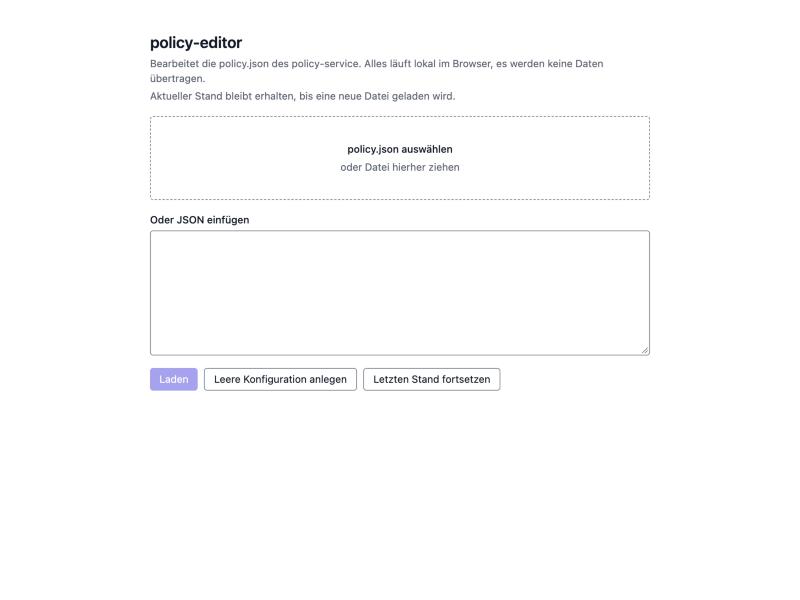 policy-editor
Bearbeitet die policy.json des policy-service. Alles läuft lokal im Browser, es werden keine Daten
übertragen.
Aktueller Stand bleibt erhalten, bis eine neue Datei geladen wird.
policy.json auswählen
oder Datei hierher ziehen
Oder JSON einfügen
Laden
Leere Konfiguration anlegen
Letzten Stand fortsetzen